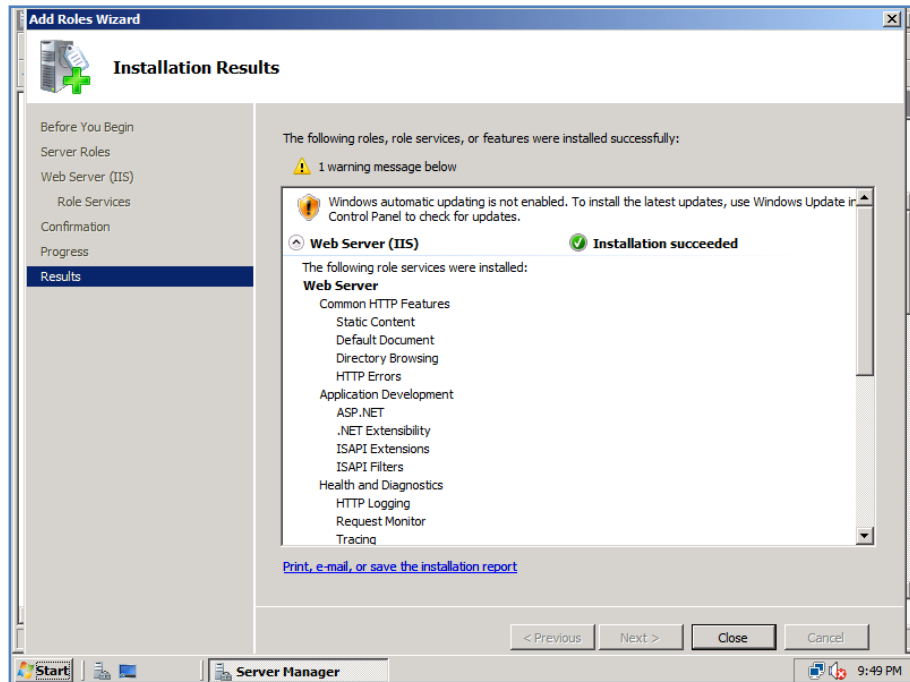 Add Roles Wizard
Installation Results
Before You Begin
Server Roles
Web Server (IIS)
Role Services
Confirmation
Progress
Results
The following roles, role services, or features were installed successfully:
1 warning message below
Windows automatic updating is not enabled. To install the latest updates, use Windows Update in
Control Panel to check for updates.
Web Server (IIS) Installation succeeded
The following role services were installed:
Web Server
Common HTTP Features
Static Content
Default Document
Directory Browsing
HTTP Errors
Application Development
ASP.NET
.NET Extensibility
ISAPI Extensions
ISAPI Filters
Health and Diagnostics
HTTP Logging
Request Monitor
Tracing
Print, e-mail, or save the installation report
< Previous Next > Close Cancel
Start Server Manager 9:49 PM